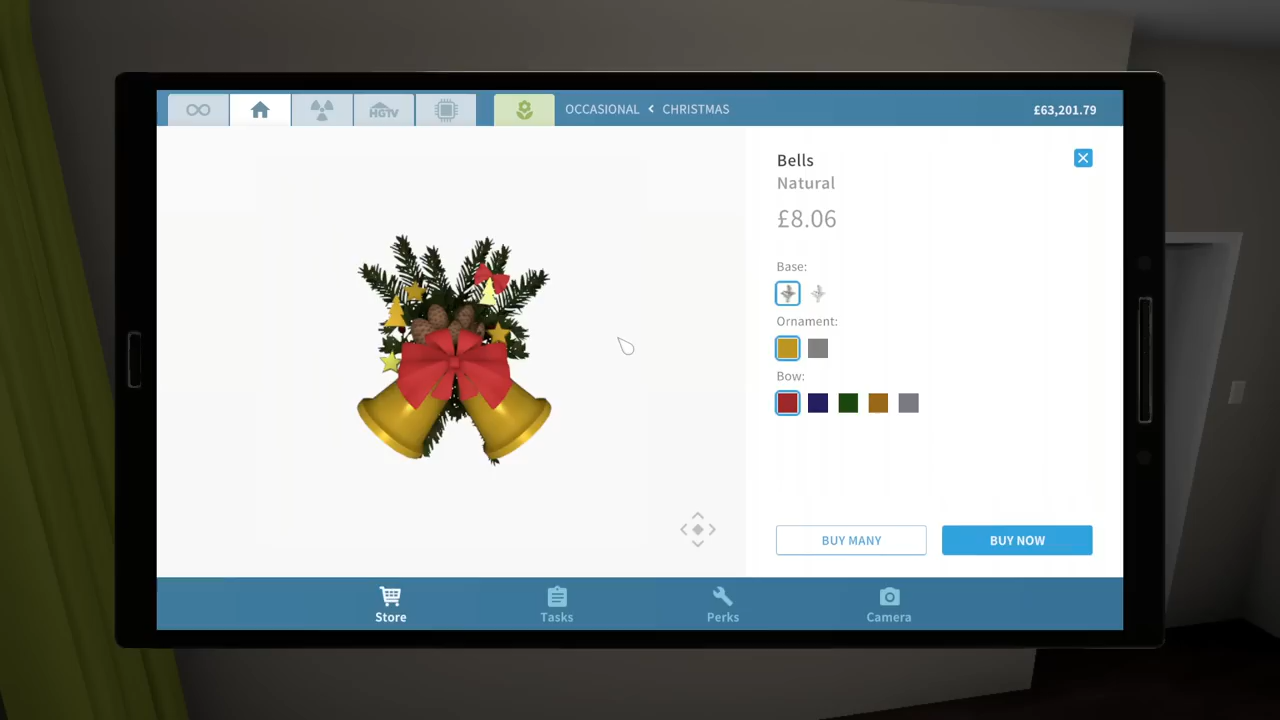 HGTV
OCCASIONAL < CHRISTMAS
£63,201.79
Bells
Natural
£8.06
Base:
Ornament:
Bow:
BUY MANY
BUY NOW
Store
Tasks
Perks
Camera